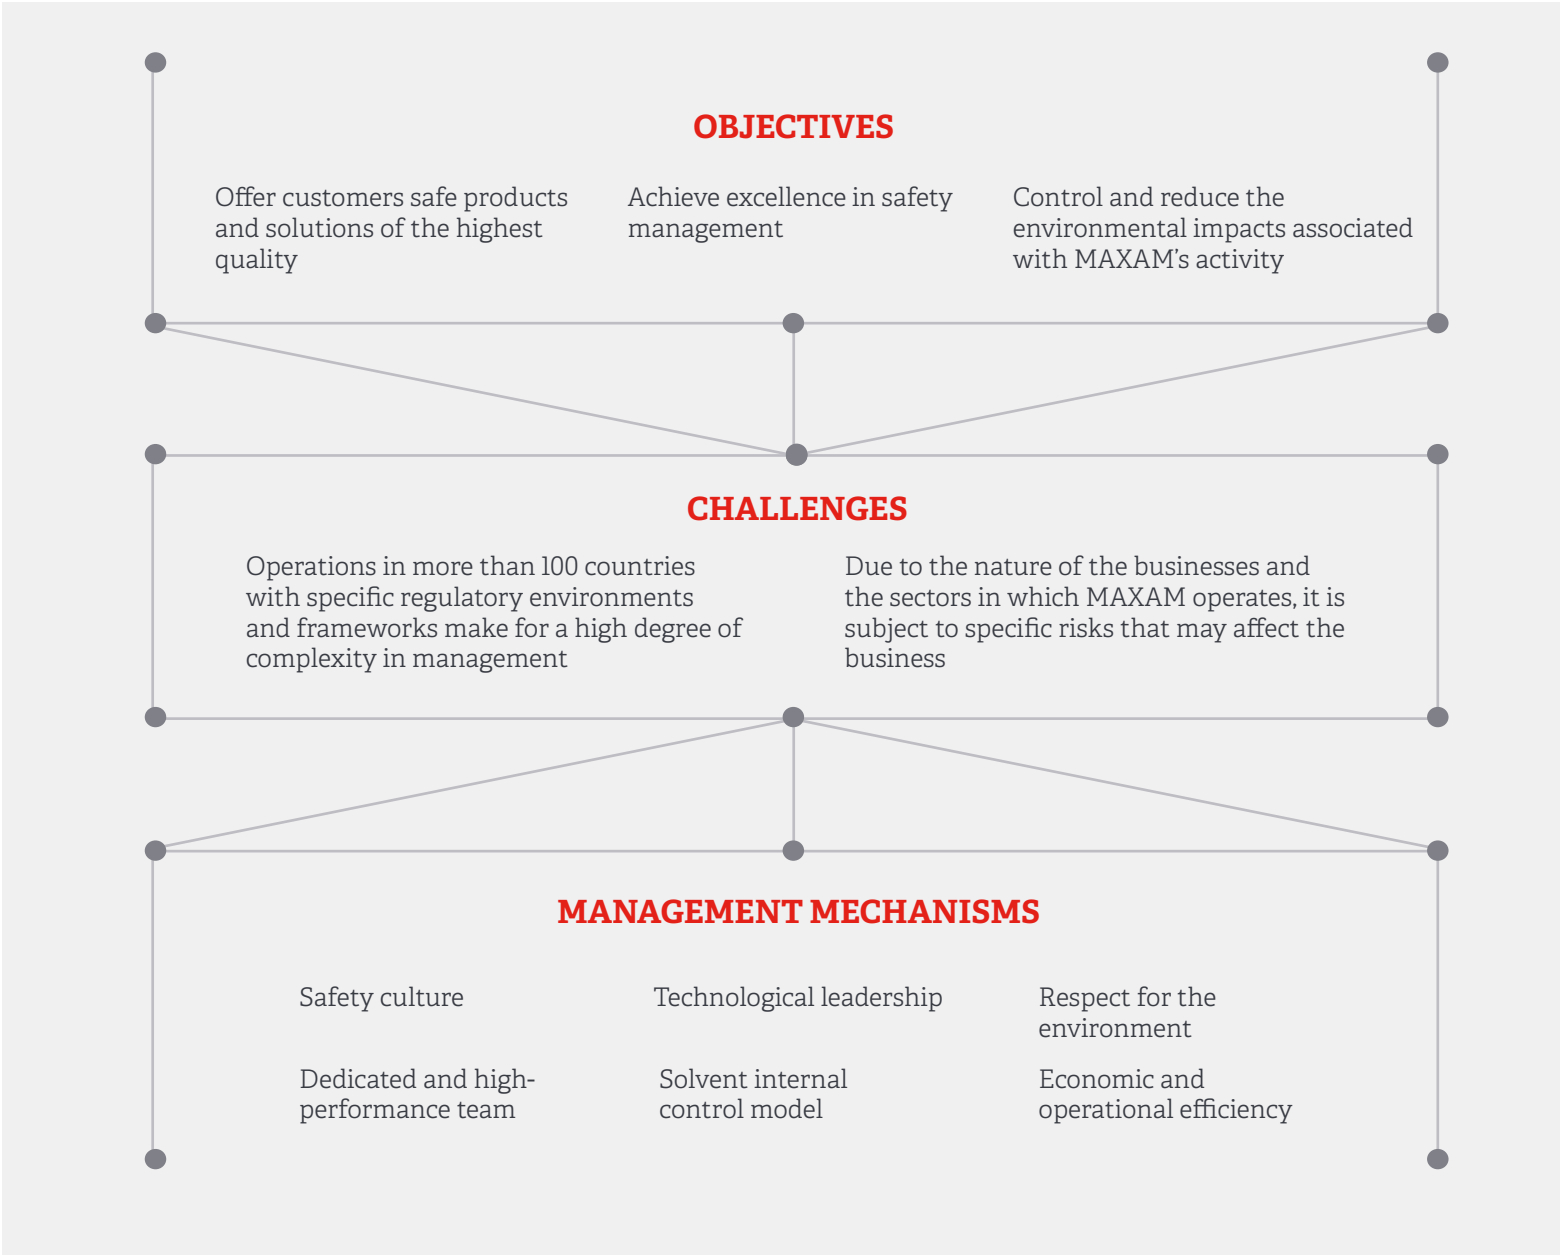 OBJECTIVES
Offer customers safe products
and solutions of the highest
quality
Achieve excellence in safety
management
Control and reduce the
environmental impacts associated
with MAXAM’s activity
CHALLENGES
Operations in more than 100 countries
with specific regulatory environments
and frameworks make for a high degree of
complexity in management
Due to the nature of the businesses and
the sectors in which MAXAM operates, it is
subject to specific risks that may affect the
business
MANAGEMENT MECHANISMS
Safety culture
Technological leadership
Respect for the
environment
Dedicated and high-
performance team
Solvent internal
control model
Economic and
operational efficiency